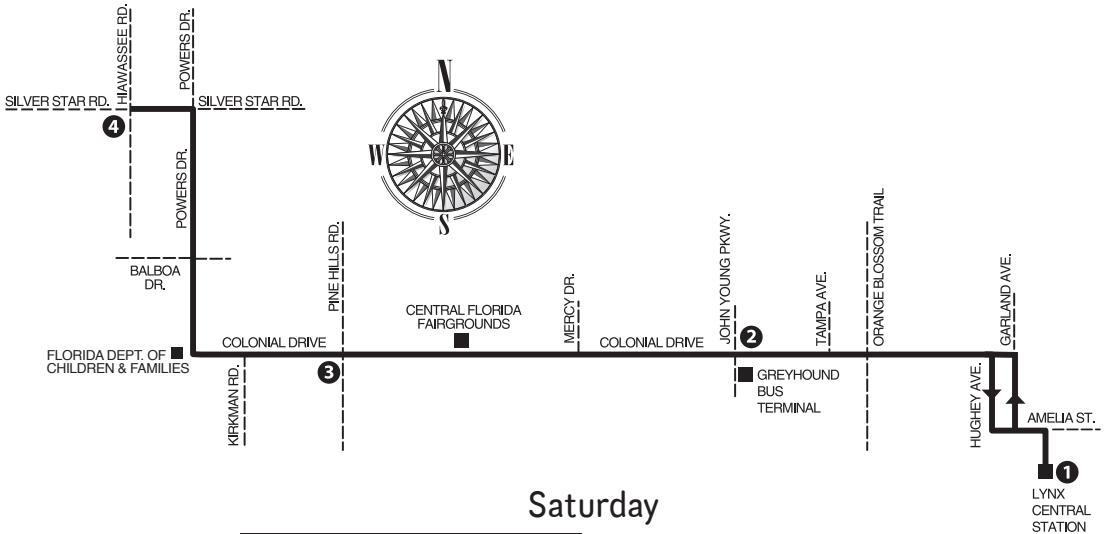 HIAWASSEE RD.
POWERS DR.
SILVER STAR RD.
SILVER STAR RD.
4
N
W
E
S
POWERS DR.
BALBOA
DR.
PINE HILLS RD.
CENTRAL FLORIDA
FAIRGROUNDS
MERCY DR.
JOHN YOUNG PKWY.
TAMPA AVE.
ORANGE BLOSSOM TRAIL
GARLAND AVE.
COLONIAL DRIVE
COLONIAL DRIVE
2
FLORIDA DEPT. OF
CHILDREN & FAMILIES
KIRKMAN RD.
3
GREYHOUND
BUS
TERMINAL
HUGHEY AVE.
AMELIA ST.
1
LYNX
CENTRAL
STATION
Saturday